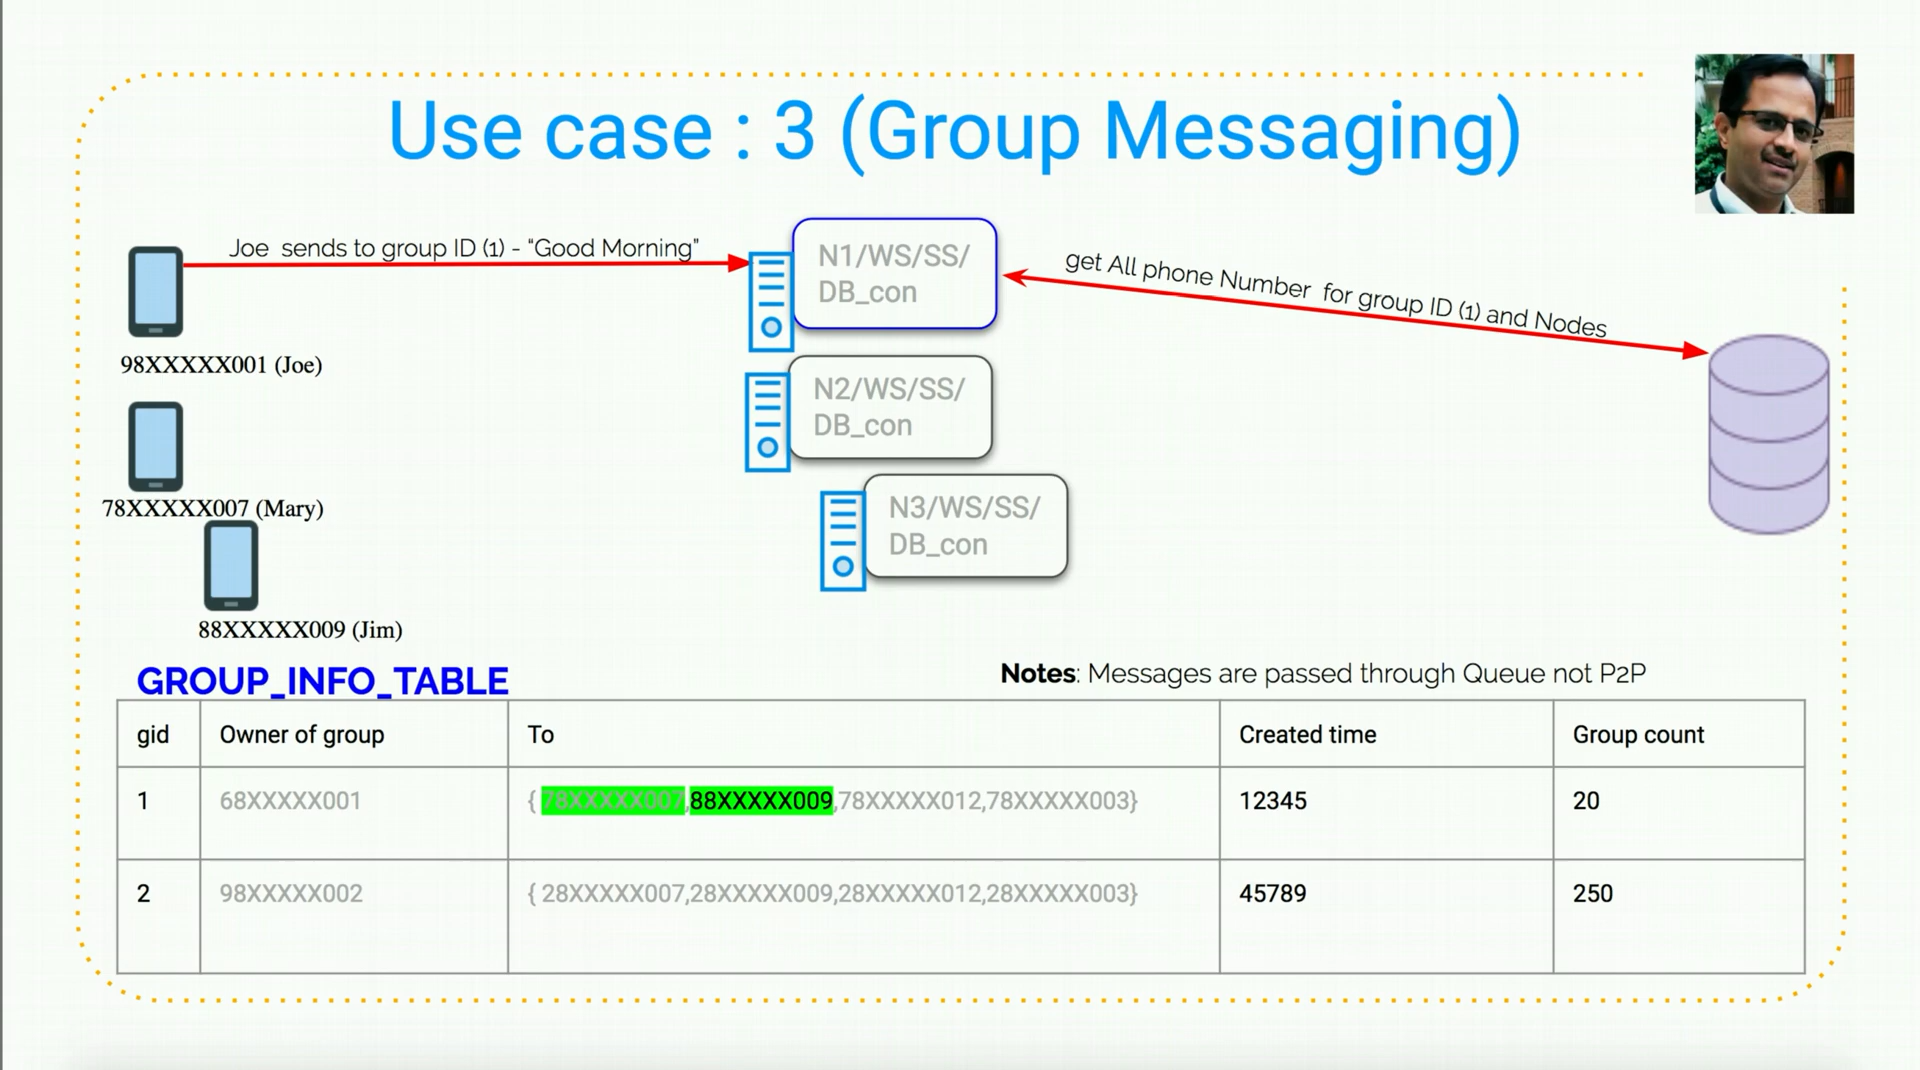 Use case : 3 (Group Messaging)
Joe sends to group ID (1) - “Good Morning”
N1/WS/SS/
DB_con
get All phone Number for group ID (1) and Nodes
98XXXXX001 (Joe)
N2/WS/SS/
DB_con
78XXXXX007 (Mary)
N3/WS/SS/
DB_con
88XXXXX009 (Jim)
GROUP_INFO_TABLE
Notes: Messages are passed through Queue not P2P
gid Owner of group To Created time Group count
1 68XXXXX001 { 78XXXXX007,88XXXXX009,78XXXXX012,78XXXXX003} 12345 20
2 98XXXXX002 { 28XXXXX007,28XXXXX009,28XXXXX012,28XXXXX003} 45789 250